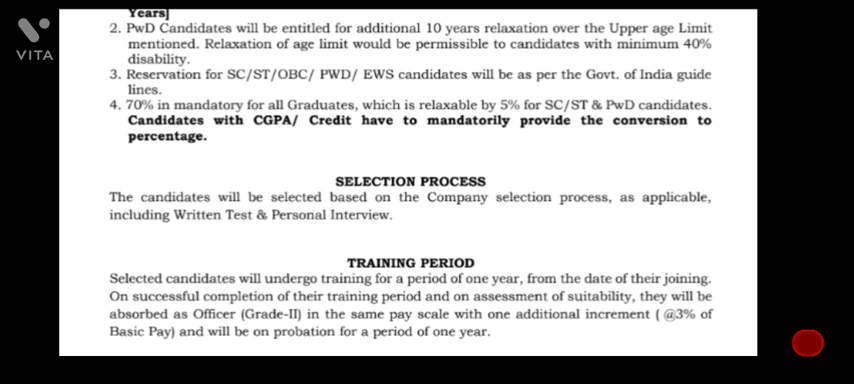 VITA
Years]
2. PwD Candidates will be entitled for additional 10 years relaxation over the Upper age Limit
mentioned. Relaxation of age limit would be permissible to candidates with minimum 40%
disability.
3. Reservation for SC/ST/OBC/ PWD/ EWS candidates will be as per the Govt. of India guide
lines.
4. 70% in mandatory for all Graduates, which is relaxable by 5% for SC/ST & PwD candidates.
Candidates with CGPA/ Credit have to mandatorily provide the conversion to
percentage.
SELECTION PROCESS
The candidates will be selected based on the Company selection process, as applicable,
including Written Test & Personal Interview.
TRAINING PERIOD
Selected candidates will undergo training for a period of one year, from the date of their joining.
On successful completion of their training period and on assessment of suitability, they will be
absorbed as Officer (Grade-II) in the same pay scale with one additional increment ( @3% of
Basic Pay) and will be on probation for a period of one year.